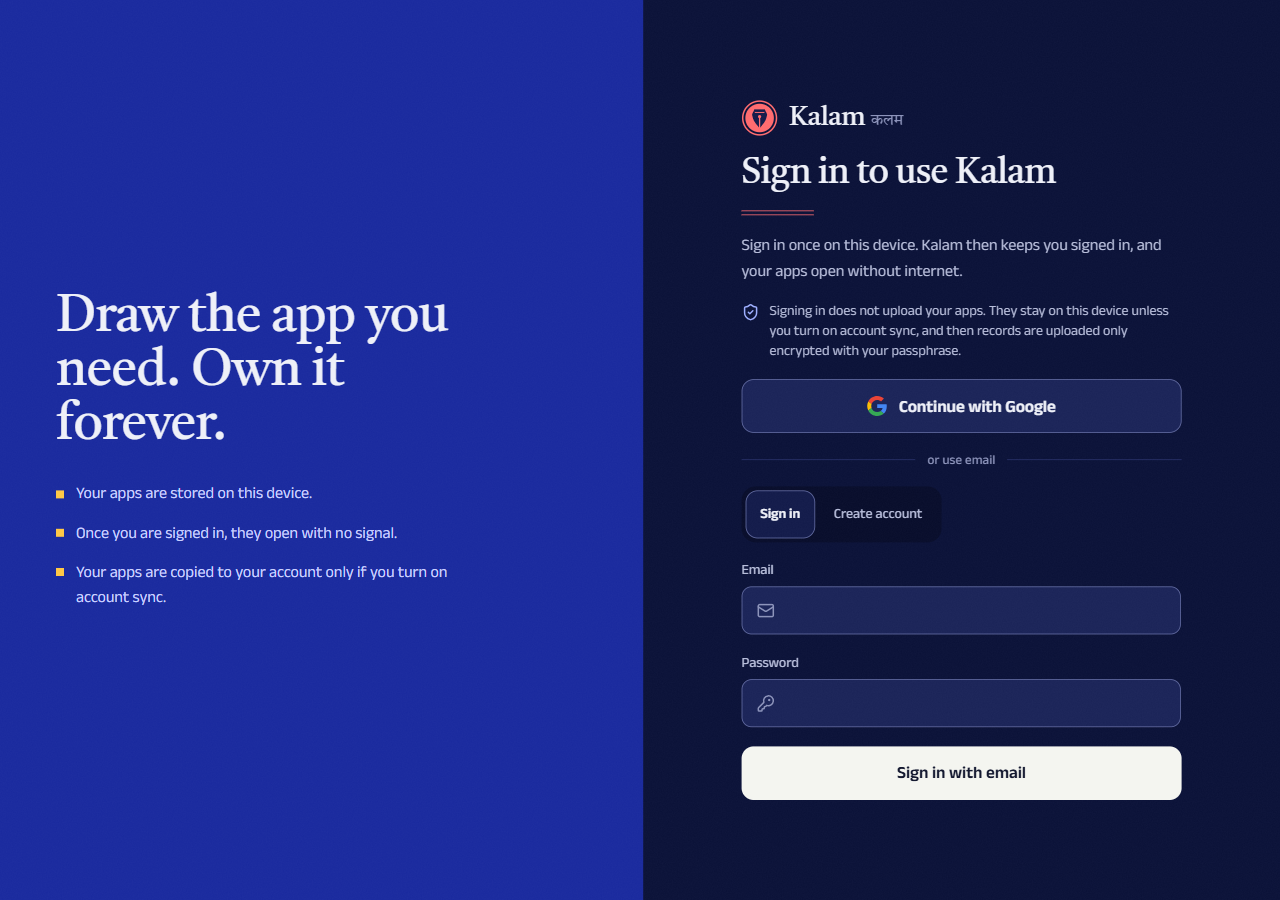 Draw the app you
need. Own it
forever.
Your apps are stored on this device.
Once you are signed in, they open with no signal.
Your apps are copied to your account only if you turn on
account sync.
Kalam कलम
Sign in to use Kalam
Sign in once on this device. Kalam then keeps you signed in, and
your apps open without internet.
Signing in does not upload your apps. They stay on this device unless
you turn on account sync, and then records are uploaded only
encrypted with your passphrase.
Continue with Google
or use email
Sign in
Create account
Email
Password
Sign in with email